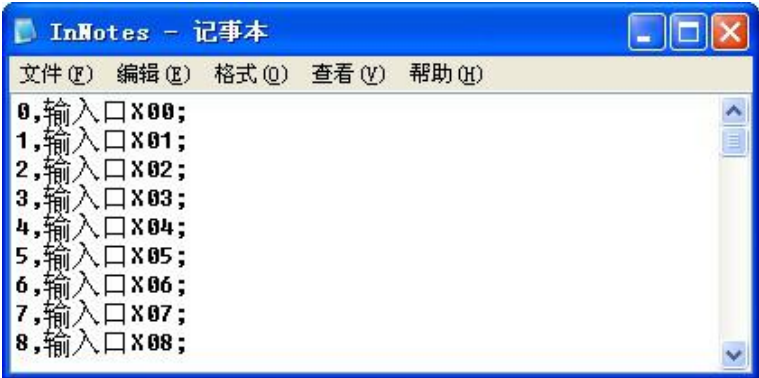 InNotes - 记事本
文件(F) 编辑(E) 格式(O) 查看(V) 帮助(H)
0,输入口X00;
1,输入口X01;
2,输入口X02;
3,输入口X03;
4,输入口X04;
5,输入口X05;
6,输入口X06;
7,输入口X07;
8,输入口X08;